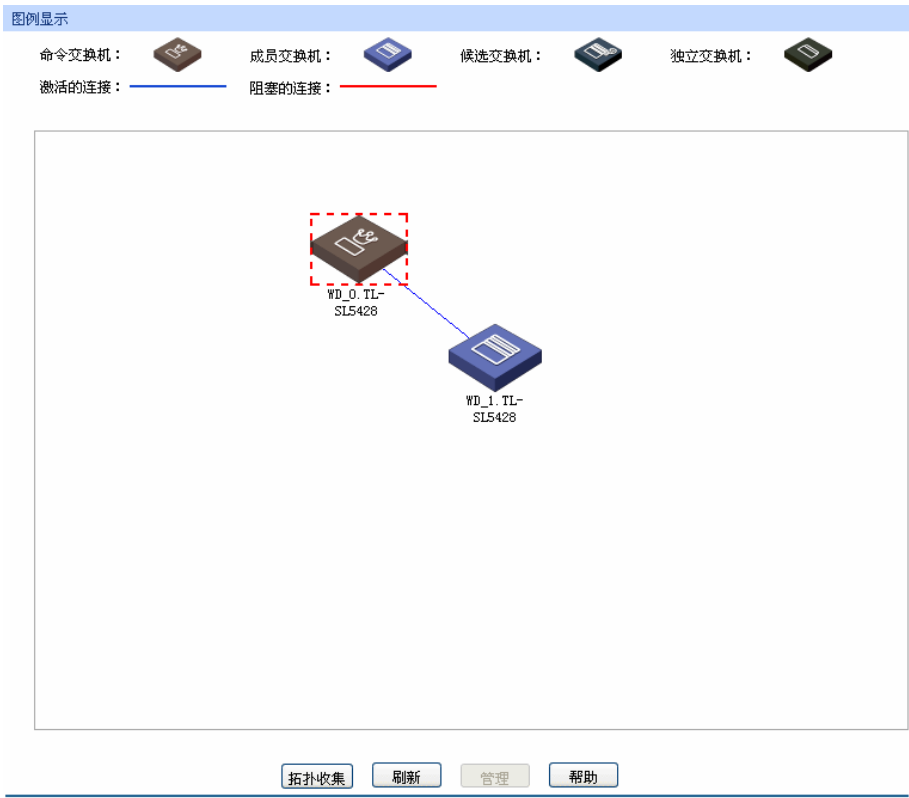 图例显示
命令交换机： 成员交换机： 候选交换机： 独立交换机：
激活的连接： 阻塞的连接：
WD_0.TL-
SL5428
WD_1.TL-
SL5428
拓扑收集 刷新 管理 帮助